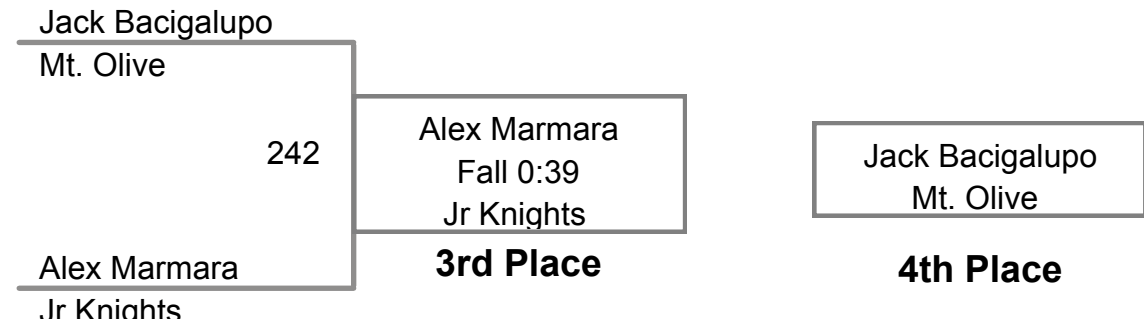 Jack Bacigalupo
Mt. Olive
242
Alex Marmara
Jr Knights
Alex Marmara
Fall 0:39
Jr Knights
3rd Place
Jack Bacigalupo
Mt. Olive
4th Place